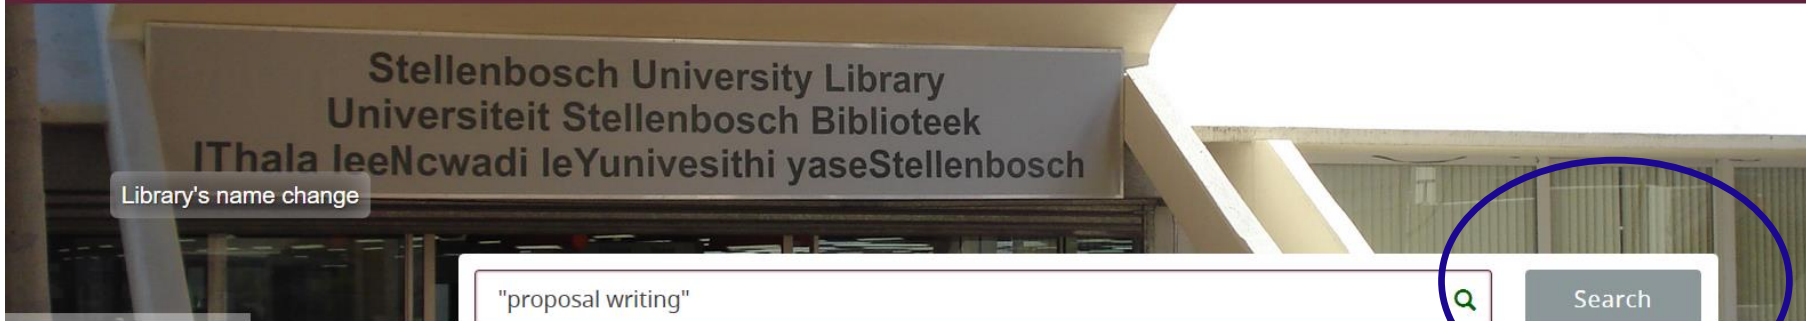 Stellenbosch University Library
Universiteit Stellenbosch Biblioteek
IThala leeNcwadi leYunivesithi yaseStellenbosch
Library's name change
"proposal writing"
Search